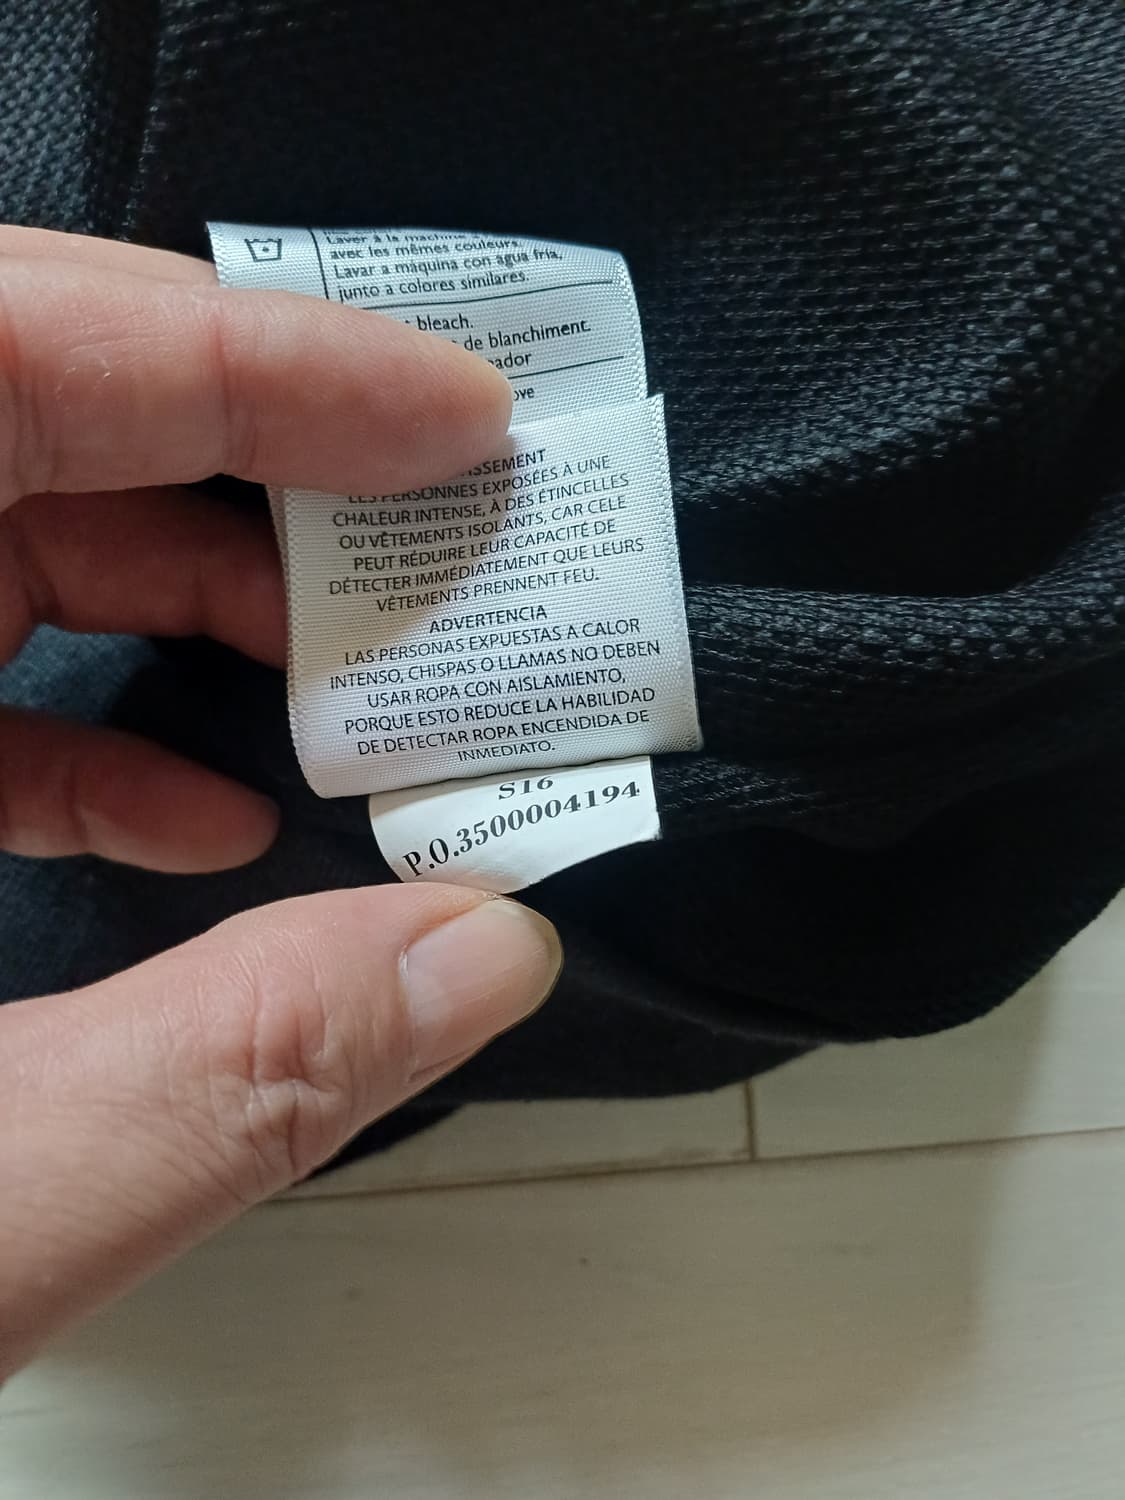 Laver à la machine
avec les mêmes couleurs.
Lavar a máquina con agua fría,
junto a colores similares.
bleach.
de blanchiment.
LES PERSONNES EXPOSÉES À UNE
CHALEUR INTENSE, À DES ÉTINCELLES
OU VÊTEMENTS ISOLANTS, CAR CELE
PEUT RÉDUIRE LEUR CAPACITÉ DE
DÉTECTER IMMÉDIATEMENT QUE LEURS
VÊTEMENTS PRENNENT FEU.
ADVERTENCIA
LAS PERSONAS EXPUESTAS A CALOR
INTENSO, CHISPAS O LLAMAS NO DEBEN
USAR ROPA CON AISLAMIENTO,
PORQUE ESTO REDUCE LA HABILIDAD
DE DETECTAR ROPA ENCENDIDA DE
INMEDIATO.
S16
P.O.3500004194